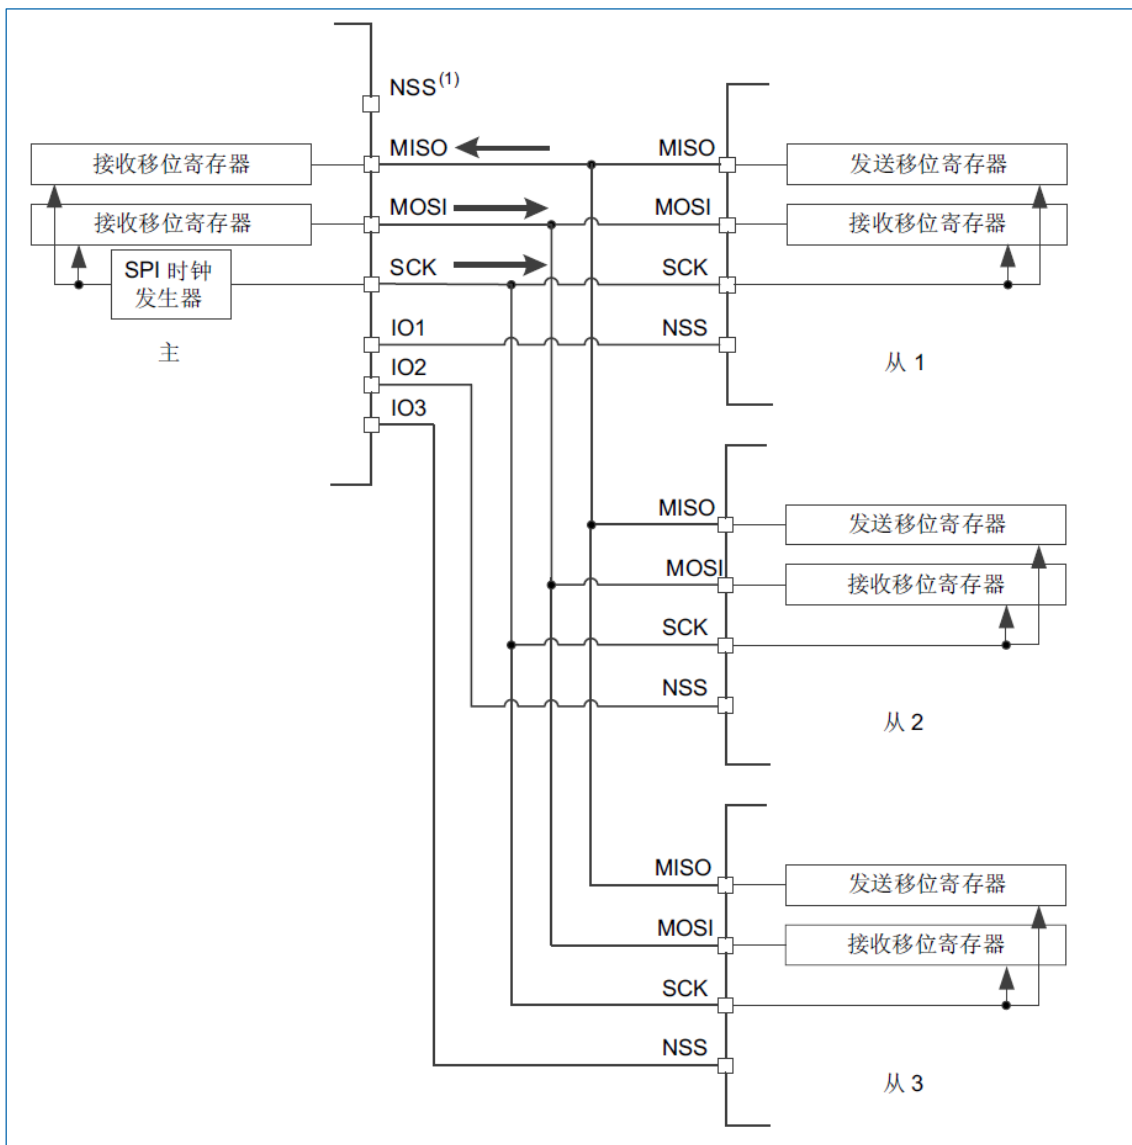 NSS(1)
MISO
MISO
接收移位寄存器
发送移位寄存器
MOSI
MOSI
接收移位寄存器
接收移位寄存器
SCK
SCK
SPI 时钟
发生器
IO1
NSS
主
从 1
IO2
IO3
MISO
发送移位寄存器
MOSI
接收移位寄存器
SCK
NSS
从 2
MISO
发送移位寄存器
MOSI
接收移位寄存器
SCK
NSS
从 3